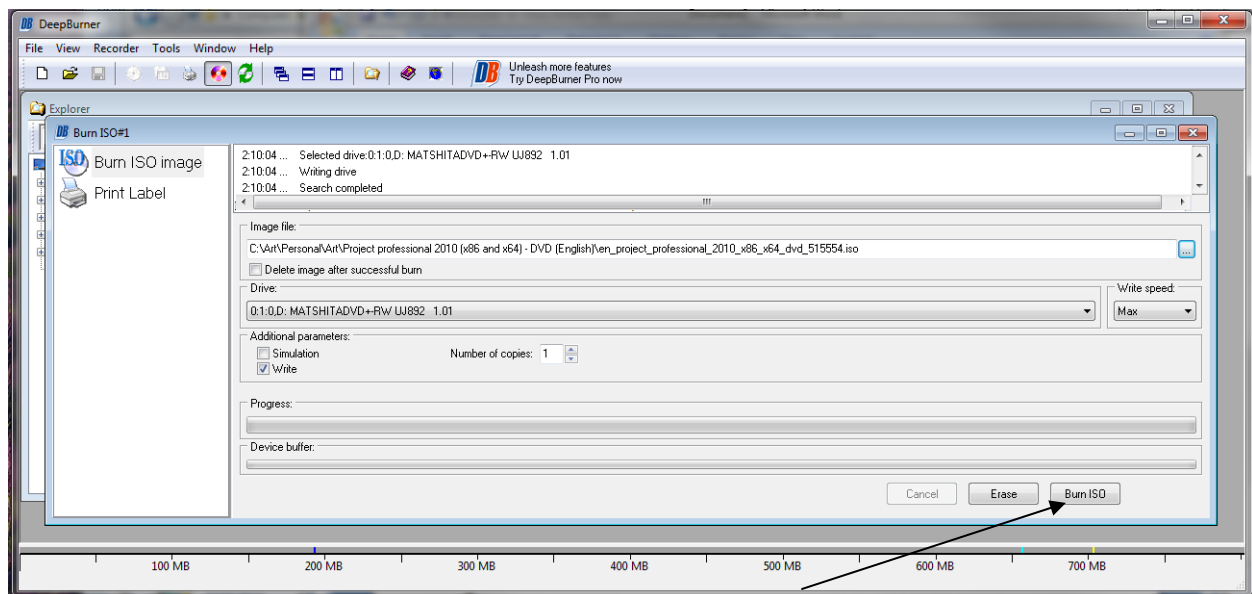 DB DeepBurner
File View Recorder Tools Window Help
DB Unleash more features
Try DeepBurner Pro now
Explorer
DB Burn ISO#1
ISO Burn ISO image
Print Label
2:10:04 ... Selected drive:0:1:0,D: MATSHITADVD+-RW UJ892 1.01
2:10:04 ... Writing drive
2:10:04 ... Search completed
Image file:
C:\Art\Personal\Art\Project professional 2010 (x86 and x64) - DVD (English)\en_project_professional_2010_x86_x64_dvd_515554.iso
...
Delete image after successful burn
Drive: Write speed:
0:1:0,D: MATSHITADVD+-RW UJ892 1.01 Max
Additional parameters:
Simulation Number of copies: 1
Write
Progress:
Device buffer:
Cancel Erase Burn ISO
100 MB 200 MB 300 MB 400 MB 500 MB 600 MB 700 MB